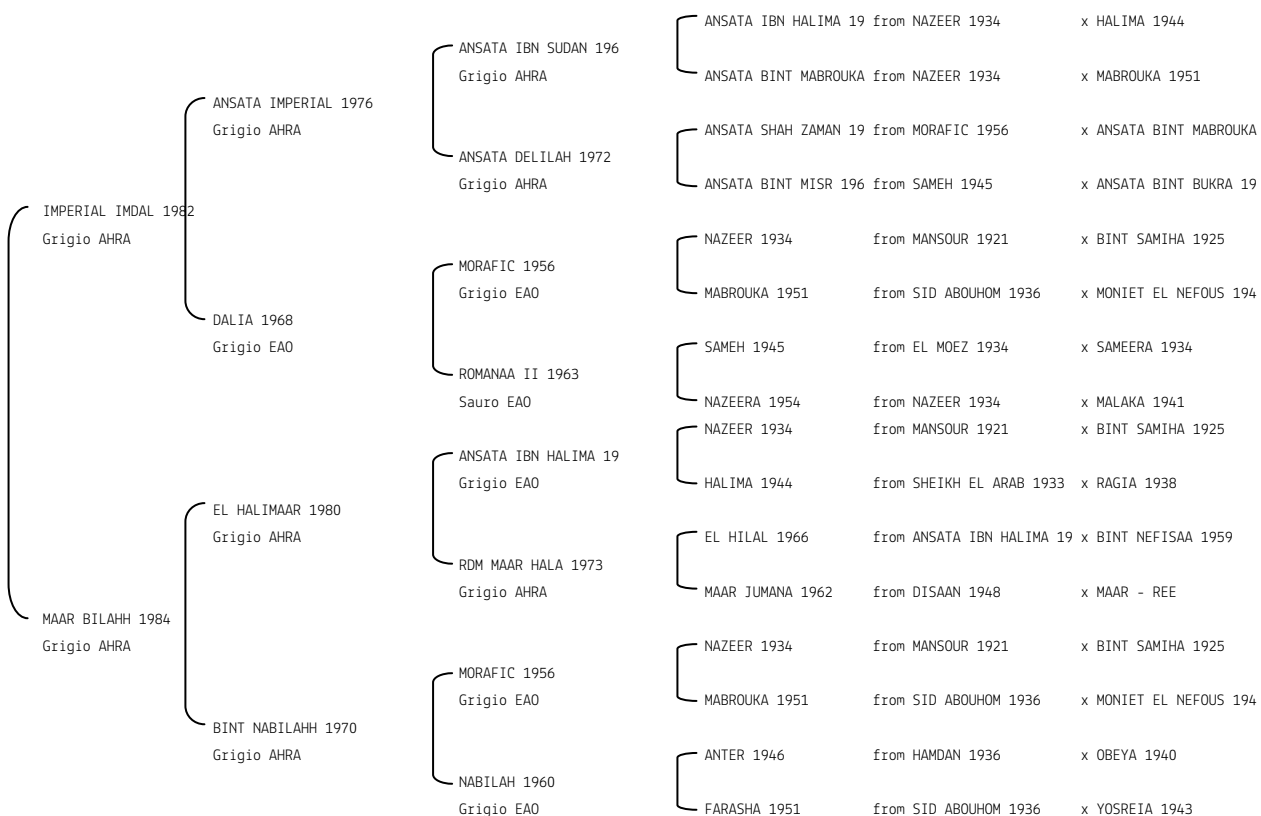 ANSATA IBN HALIMA 19 from NAZEER 1934 x HALIMA 1944
ANSATA IBN SUDAN 196
Grigio AHRA ANSATA BINT MABROUKA from NAZEER 1934 x MABROUKA 1951
ANSATA IMPERIAL 1976
Grigio AHRA ANSATA SHAH ZAMAN 19 from MORAFIC 1956 x ANSATA BINT MABROUKA
ANSATA DELILAH 1972
Grigio AHRA ANSATA BINT MISR 196 from SAMEH 1945 x ANSATA BINT BUKRA 19
IMPERIAL IMDAL 1982
Grigio AHRA NAZEER 1934 from MANSOUR 1921 x BINT SAMIHA 1925
MORAFIC 1956
Grigio EAO MABROUKA 1951 from SID ABOUHOM 1936 x MONIET EL NEFOUS 194
DALIA 1968
Grigio EAO SAMEH 1945 from EL MOEZ 1934 x SAMEERA 1934
ROMANAA II 1963
Sauro EAO NAZEERA 1954 from NAZEER 1934 x MALAKA 1941
NAZEER 1934 from MANSOUR 1921 x BINT SAMIHA 1925
ANSATA IBN HALIMA 19
Grigio EAO HALIMA 1944 from SHEIKH EL ARAB 1933 x RAGIA 1938
EL HALIMAAR 1980
Grigio AHRA EL HILAL 1966 from ANSATA IBN HALIMA 19 x BINT NEFISAA 1959
RDM MAAR HALA 1973
Grigio AHRA MAAR JUMANA 1962 from DISAAN 1948 x MAAR - REE
MAAR BILAHH 1984
Grigio AHRA NAZEER 1934 from MANSOUR 1921 x BINT SAMIHA 1925
MORAFIC 1956
Grigio EAO MABROUKA 1951 from SID ABOUHOM 1936 x MONIET EL NEFOUS 194
BINT NABILAHH 1970
Grigio AHRA ANTER 1946 from HAMDAN 1936 x OBEYA 1940
NABILAH 1960
Grigio EAO FARASHA 1951 from SID ABOUHOM 1936 x YOSREIA 1943